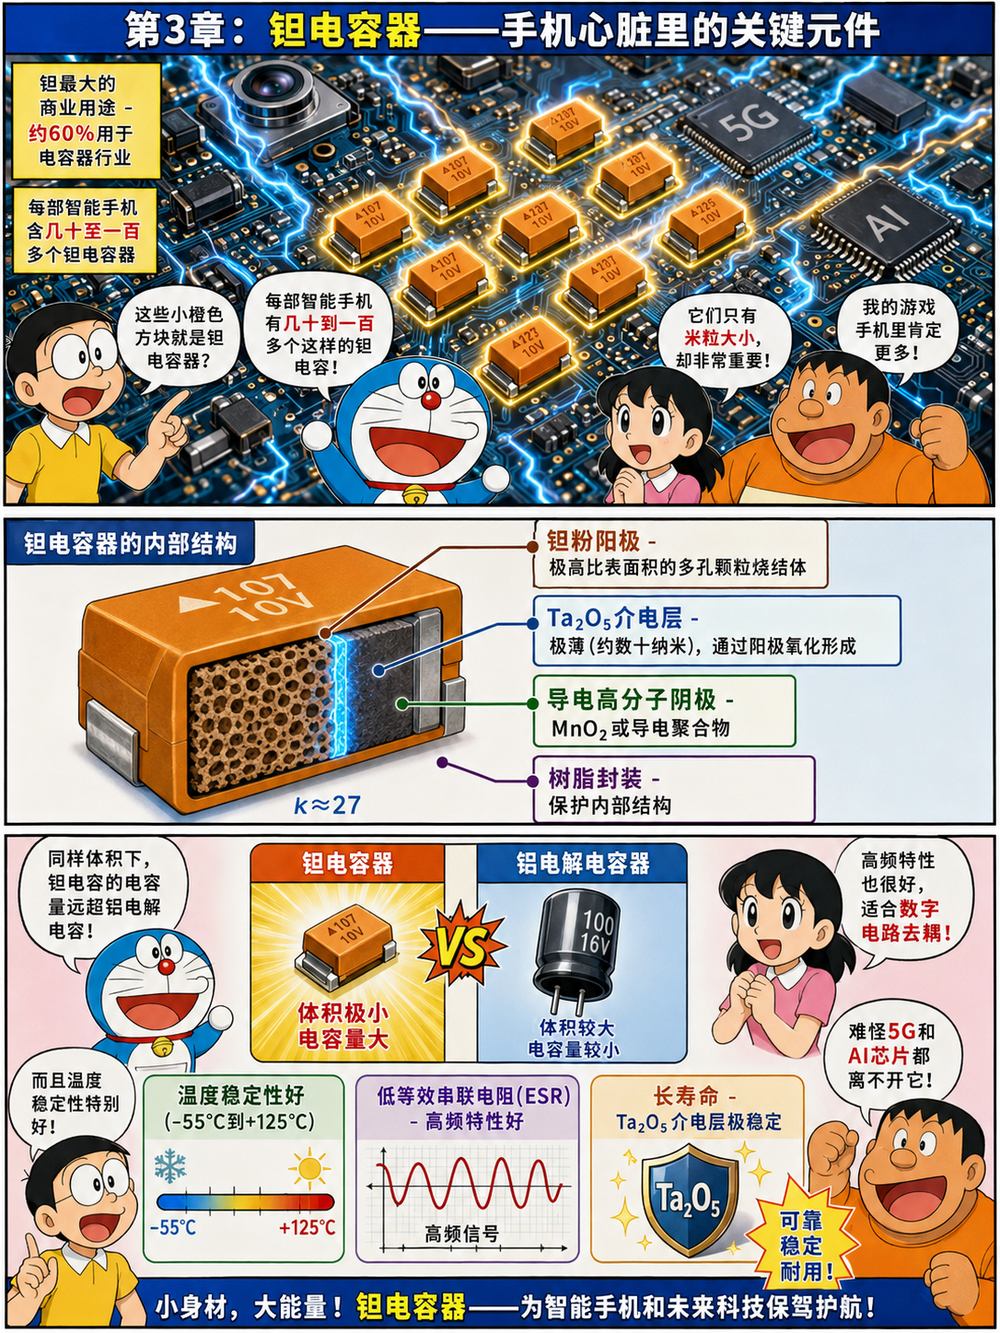 第3章：钽电容器——手机心脏里的关键元件
钽最大的
商业用途 -
约60%用于
电容器行业
每部智能手机
含几十至一百
多个钽电容器
5G
AI
287
10V
107
10V
287
10V
107
10V
287
10V
225
10V
107
10V
237
10V
10V
这些小橙色
方块就是钽
电容器？
每部智能手机
有几十到一百
多个这样的钽
电容！
它们只有
米粒大小，
却非常重要！
我的游戏
手机里肯定
更多！
钽电容器的内部结构
107
10V
κ≈27
钽粉阳极 -
极高比表面积的多孔颗粒烧结体
Ta₂O₅介电层 -
极薄(约数十纳米)，通过阳极氧化形成
导电高分子阴极 -
MnO₂或导电聚合物
树脂封装 -
保护内部结构
同样体积下，
钽电容的电容
量远超铝电解
电容！
钽电容器
107
10V
体积极小
电容量大
VS
铝电解电容器
100
16V
体积较大
电容量较小
高频特性
也很好，
适合数字
电路去耦！
难怪5G和
AI芯片都
离不开它！
而且温度
稳定性特别
好！
温度稳定性好
(-55°C到+125°C)
-55℃
+125℃
低等效串联电阻(ESR)
- 高频特性好
高频信号
长寿命 -
Ta₂O₅介电层极稳定
Ta₂O₅
可靠
稳定
耐用！
小身材，大能量！钽电容器——为智能手机和未来科技保驾护航！